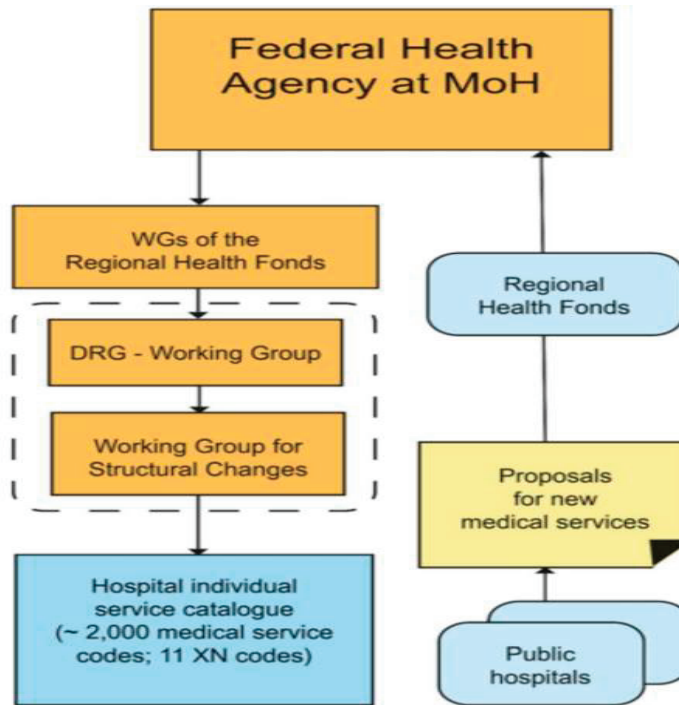 Federal Health
Agency at MoH
WGs of the
Regional Health Fonds
DRG - Working Group
Working Group for
Structural Changes
Hospital individual
service catalogue
(~ 2,000 medical service
codes; 11 XN codes)
Regional
Health Fonds
Proposals
for new
medical services
Public
hospitals